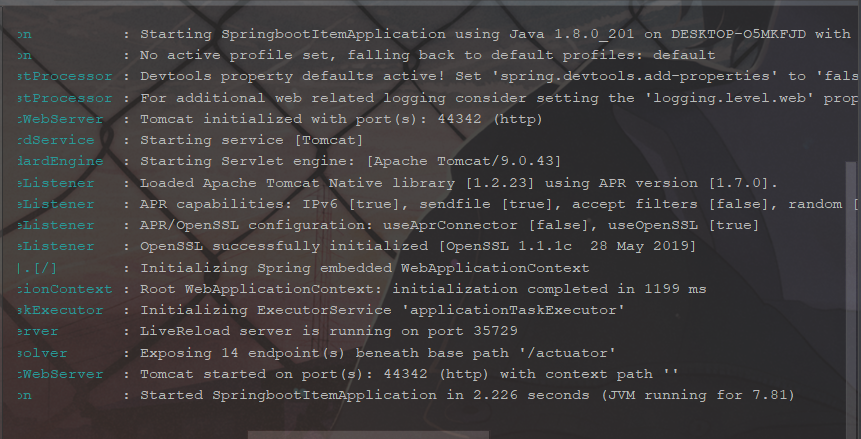 on : Starting SpringbootItemApplication using Java 1.8.0_201 on DESKTOP-O5MKFJD with
on : No active profile set, falling back to default profiles: default
stProcessor : Devtools property defaults active! Set 'spring.devtools.add-properties' to 'fals
stProcessor : For additional web related logging consider setting the 'logging.level.web' prop
tWebServer : Tomcat initialized with port(s): 44342 (http)
rdService : Starting service [Tomcat]
dardEngine : Starting Servlet engine: [Apache Tomcat/9.0.43]
eListener : Loaded Apache Tomcat Native library [1.2.23] using APR version [1.7.0].
eListener : APR capabilities: IPv6 [true], sendfile [true], accept filters [false], random [
eListener : APR/OpenSSL configuration: useAprConnector [false], useOpenSSL [true]
eListener : OpenSSL successfully initialized [OpenSSL 1.1.1c  28 May 2019]
].[/] : Initializing Spring embedded WebApplicationContext
tionContext : Root WebApplicationContext: initialization completed in 1199 ms
skExecutor : Initializing ExecutorService 'applicationTaskExecutor'
erver : LiveReload server is running on port 35729
solver : Exposing 14 endpoint(s) beneath base path '/actuator'
tWebServer : Tomcat started on port(s): 44342 (http) with context path ''
on : Started SpringbootItemApplication in 2.226 seconds (JVM running for 7.81)